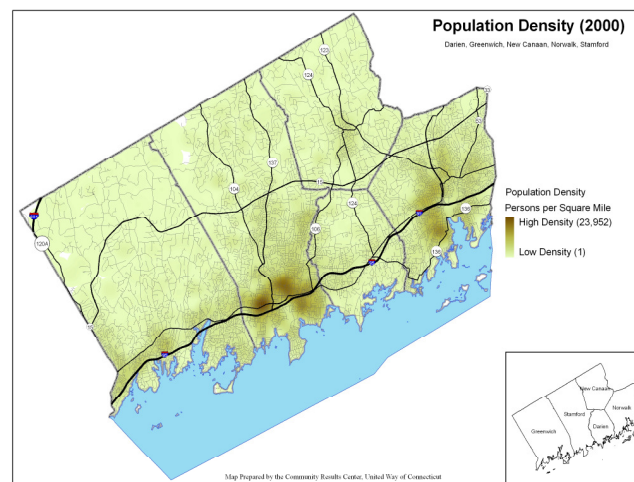 Population Density (2000)
Darien, Greenwich, New Canaan, Norwalk, Stamford
123
124
33
53
137
15
104
124
136
106
120A
136
15
Population Density
Persons per Square Mile
High Density (23,952)
Low Density (1)
New Canaan
Stamford
Norwalk
Greenwich
Darien
Map Prepared by the Community Results Center, United Way of Connecticut